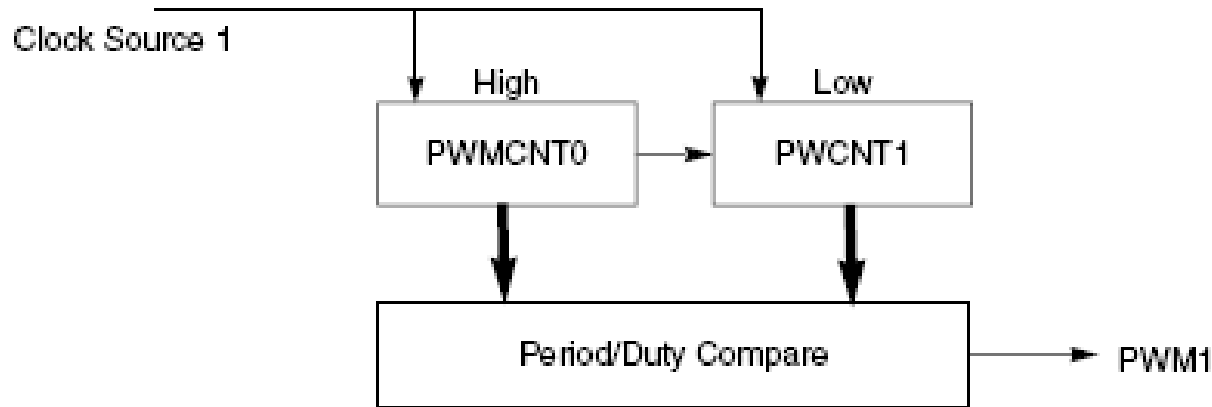 Clock Source 1
High
Low
PWMCNT0
PWCNT1
Period/Duty Compare
PWM1